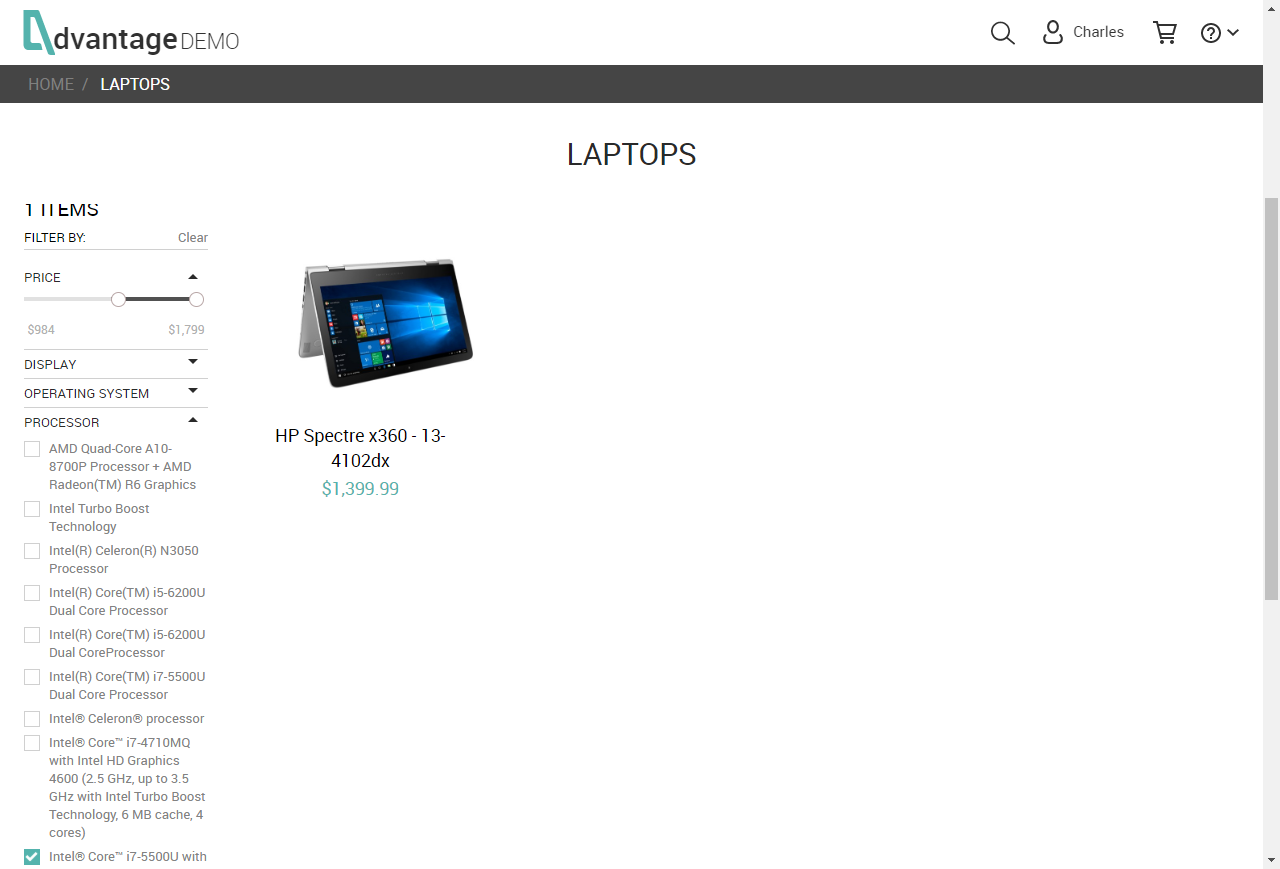 dvantage DEMO
Charles
HOME / LAPTOPS
LAPTOPS
1 ITEMS
FILTER BY: Clear
PRICE
$984 $1,799
DISPLAY
OPERATING SYSTEM
PROCESSOR
AMD Quad-Core A10-
8700P Processor + AMD
Radeon(TM) R6 Graphics
Intel Turbo Boost
Technology
Intel(R) Celeron(R) N3050
Processor
Intel(R) Core(TM) i5-6200U
Dual Core Processor
Intel(R) Core(TM) i5-6200U
Dual CoreProcessor
Intel(R) Core(TM) i7-5500U
Dual Core Processor
Intel® Celeron® processor
Intel® Core™ i7-4710MQ
with Intel HD Graphics
4600 (2.5 GHz, up to 3.5
GHz with Intel Turbo Boost
Technology, 6 MB cache, 4
cores)
Intel® Core™ i7-5500U with
HP Spectre x360 - 13-
4102dx
$1,399.99